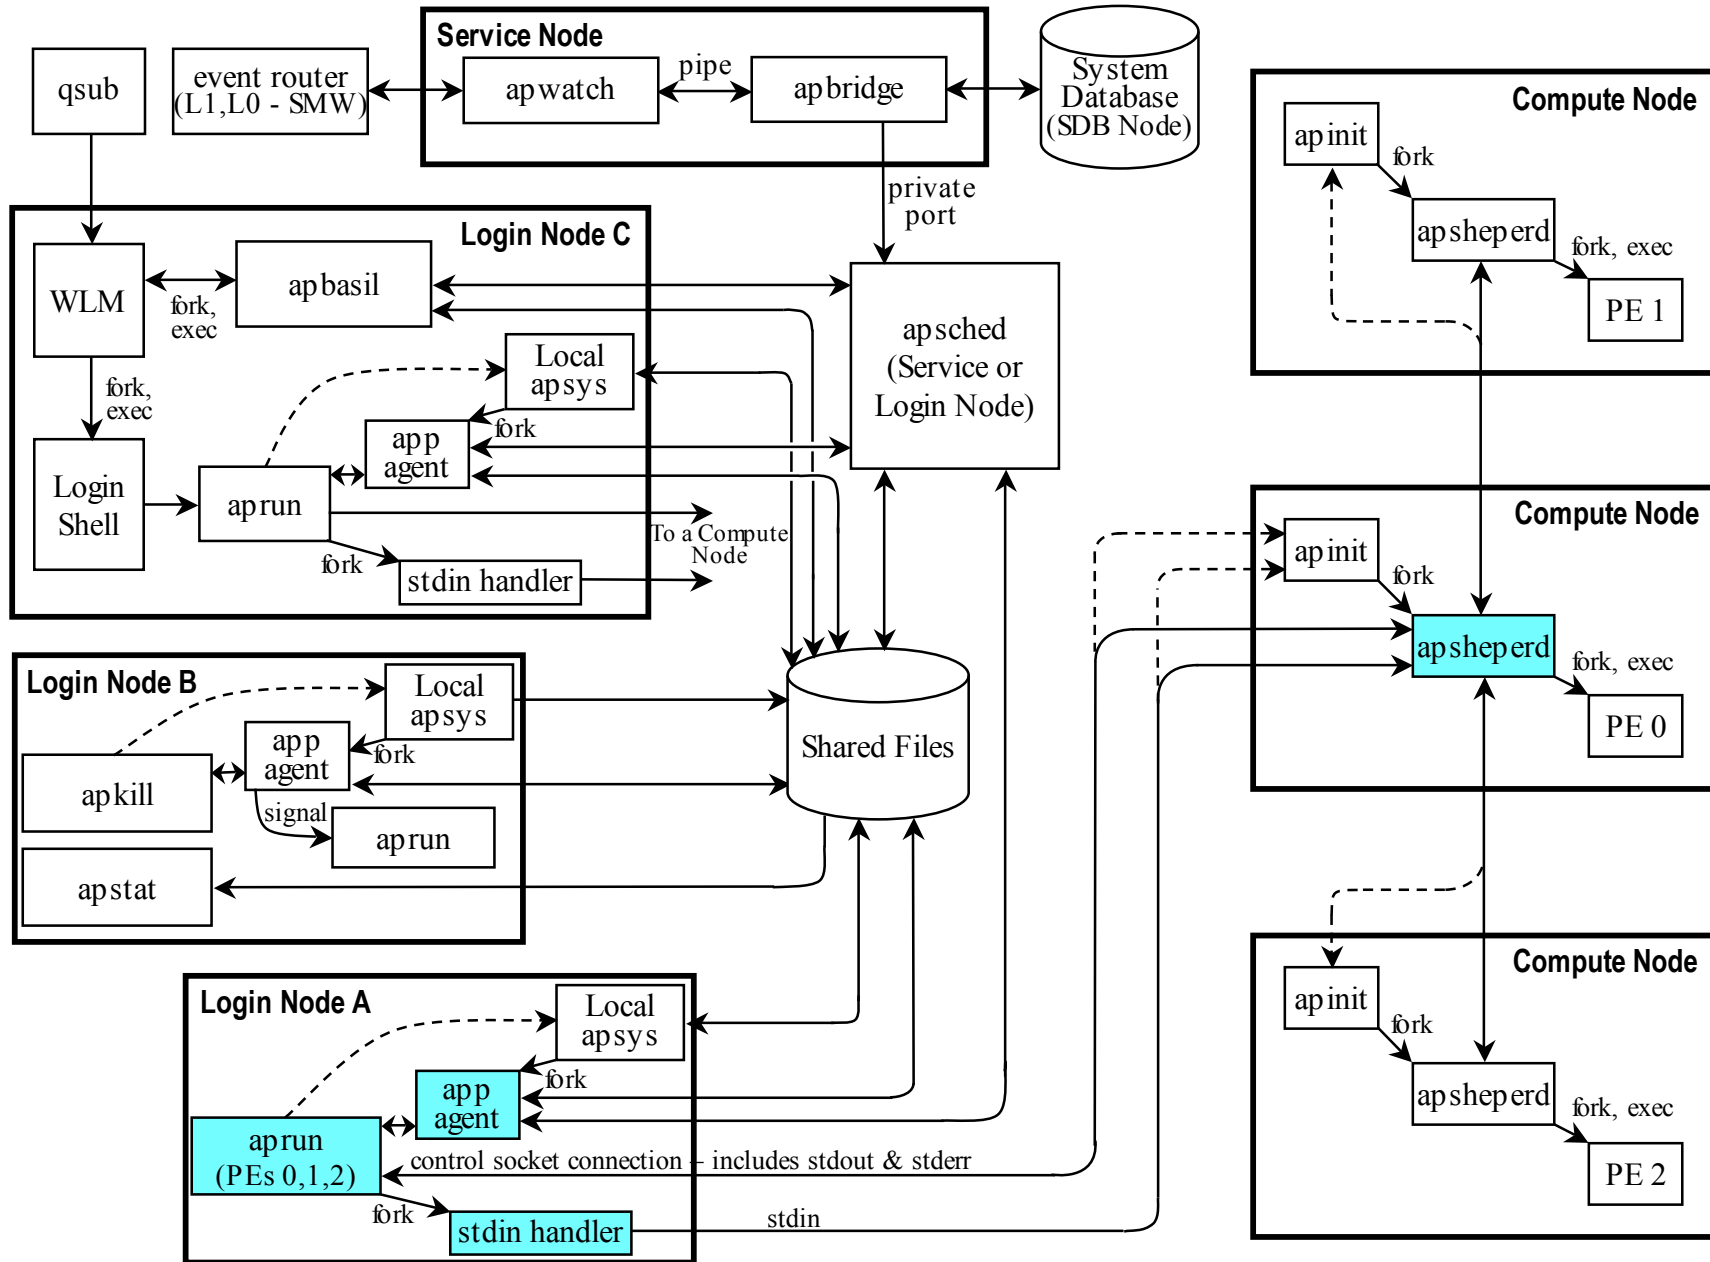 Service Node
qsub
event router
(L1,L0 - SMW)
apwatch
pipe
apbridge
System
Database
(SDB Node)
private
port
Login Node C
WLM
fork,
exec
apbasil
fork,
exec
Local
apsys
fork
app
agent
Login
Shell
aprun
fork
stdin handler
To a Compute
Node
apsched
(Service or
Login Node)
Login Node B
Local
apsys
fork
app
agent
apkill
signal
aprun
apstat
Shared Files
Login Node A
Local
apsys
fork
app
agent
aprun
(PEs 0,1,2)
control socket connection – includes stdout & stderr
fork
stdin handler
stdin
Compute Node
apinit
fork
apsheperd
fork, exec
PE 1
Compute Node
apinit
fork
apsheperd
fork, exec
PE 0
Compute Node
apinit
fork
apsheperd
fork, exec
PE 2